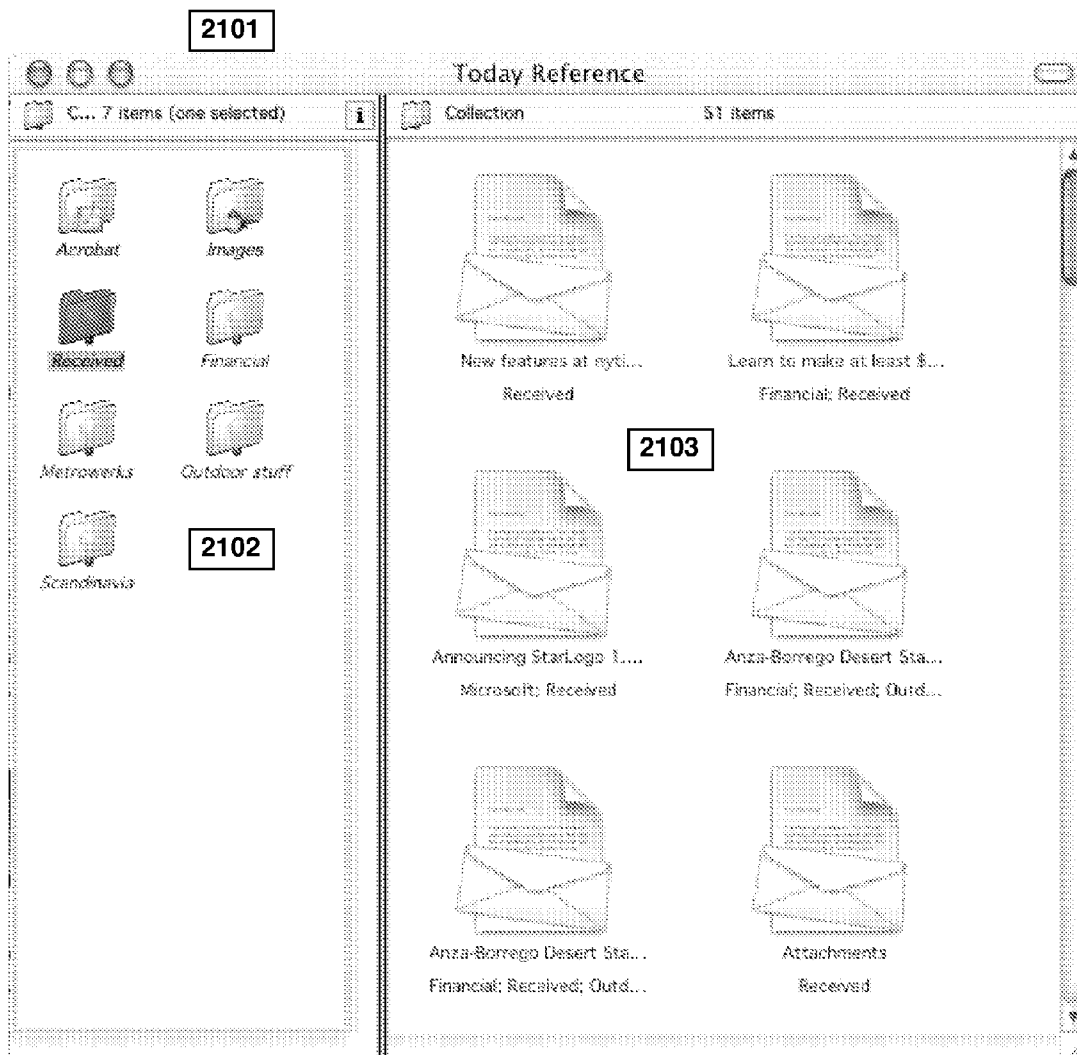 2101
Today Reference
C... 7 items (one selected) i
Collection 51 items
Acrobat Images
Received Financial
Metrowerks Outdoor stuff
Scandinavia
2102
New features at nyti... Learn to make at least $...
Received Financial; Received
2103
Announcing StarLogo 1.... Anza-Borrego Desert Sta...
Microsoft; Received Financial; Received; Outd...
Anza-Borrego Desert Sta... Attachments
Financial; Received; Outd... Received